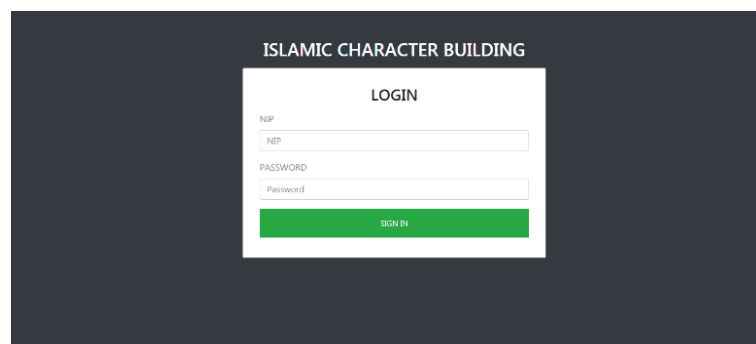 ISLAMIC CHARACTER BUILDING
LOGIN
NIP
NIP
PASSWORD
Password
SIGN IN